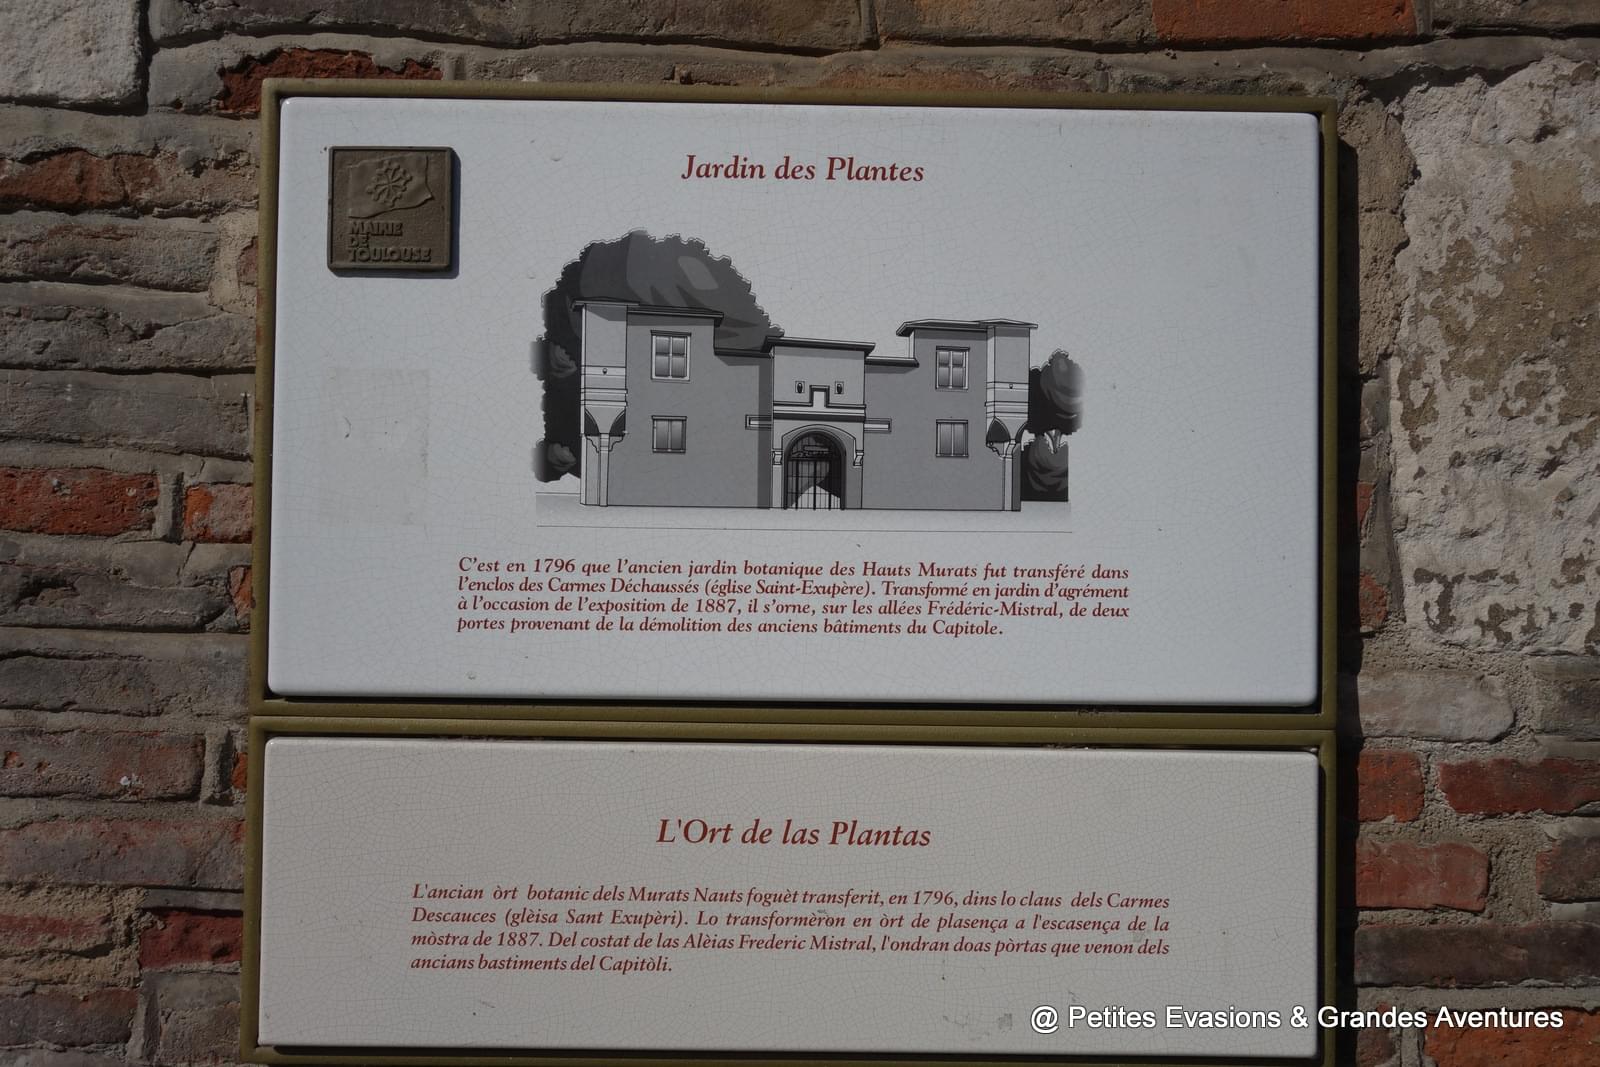 Jardin des Plantes
MAIRIE
DE
TOULOUSE
C'est en 1796 que l'ancien jardin botanique des Hauts Murats fut transféré dans
l'enclos des Carmes Déchaussés (église Saint-Exupère). Transformé en jardin d'agrément
à l'occasion de l'exposition de 1887, il s'orne, sur les allées Frédéric-Mistral, de deux
portes provenant de la démolition des anciens bâtiments du Capitole.
L'Ort de las Plantas
L'ancian òrt botanic dels Murats Nauts foguèt transferit, en 1796, dins lo claus dels Carmes
Descauces (glèisa Sant Exupèri). Lo transformèron en òrt de plasença a l'escasença de la
mòstra de 1887. Del costat de las Alèias Frederic Mistral, l'ondran doas pòrtas que venon dels
ancians bastiments del Capitòli.
@ Petites Evasions & Grandes Aventures